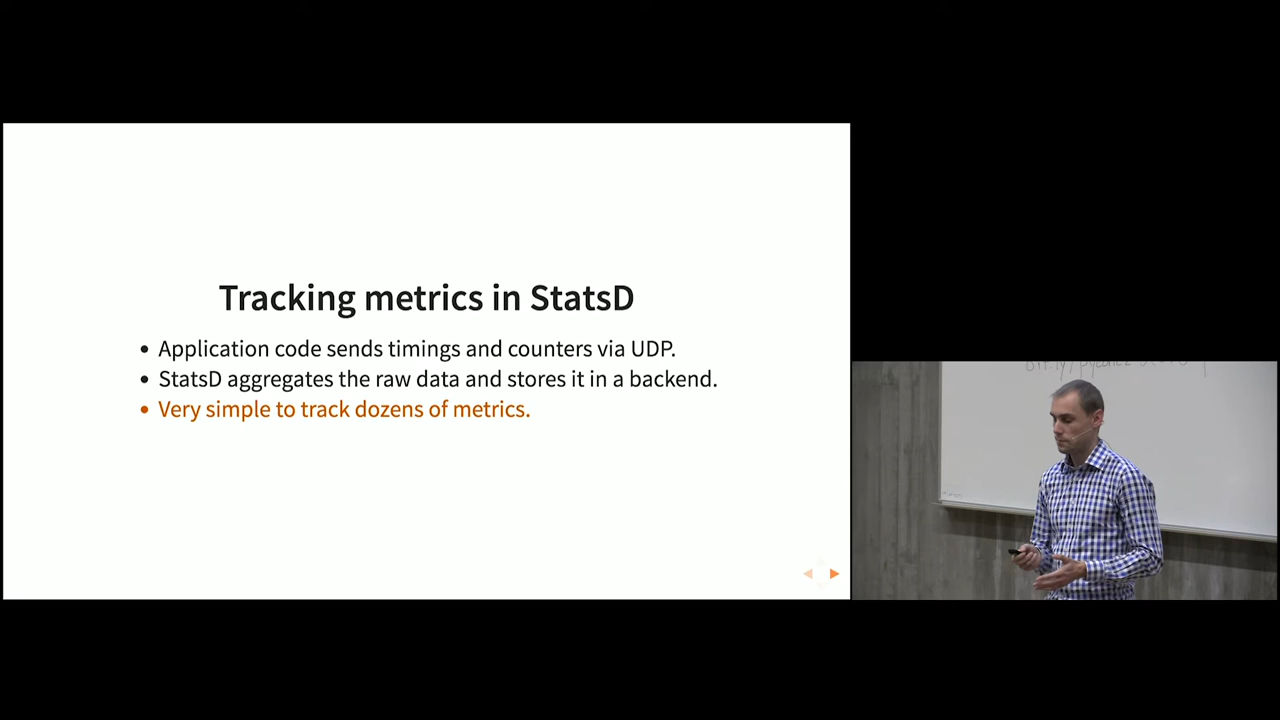 Tracking metrics in StatsD
• Application code sends timings and counters via UDP.
• StatsD aggregates the raw data and stores it in a backend.
• Very simple to track dozens of metrics.